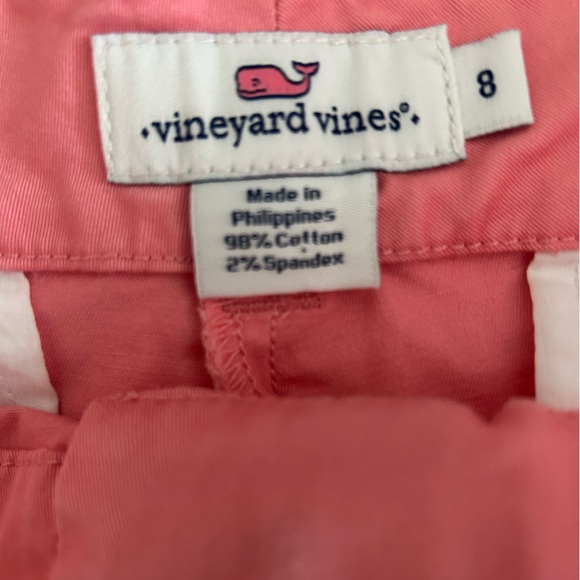 vineyard vines®
8
Made in
Philippines
98% Cotton
2% Spandex